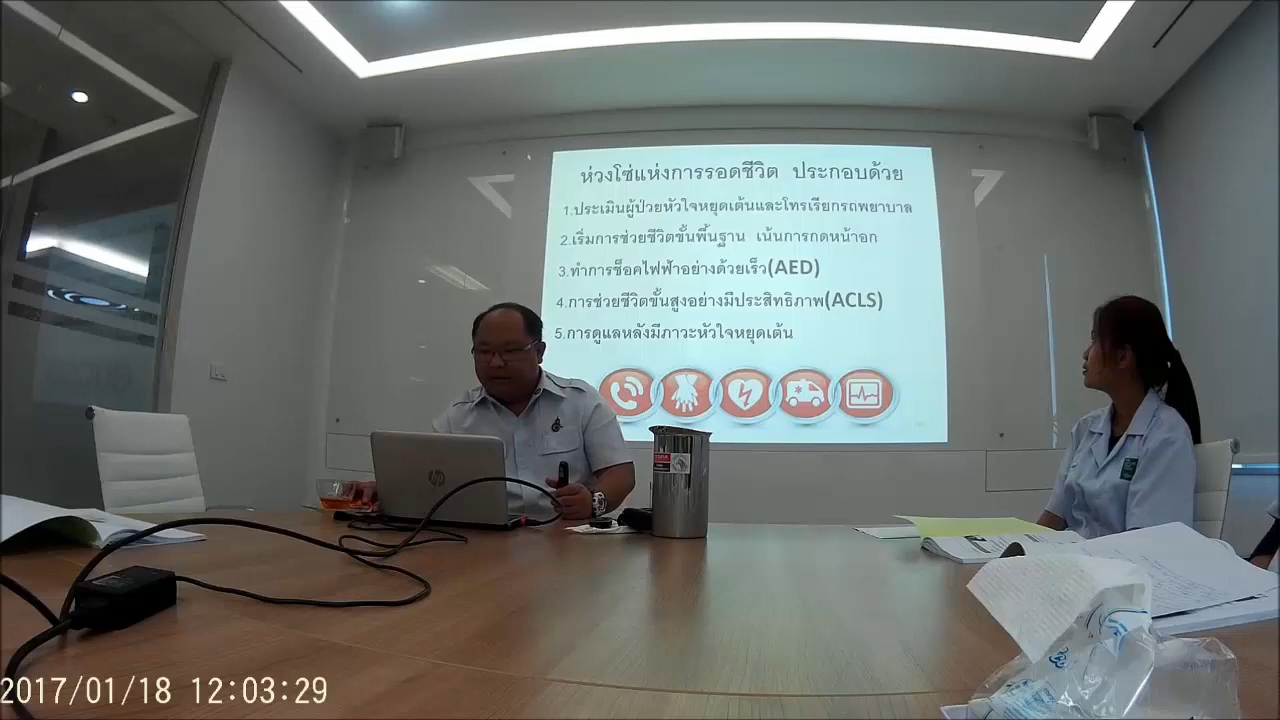 ห่วงโซ่แห่งการรอดชีวิต ประกอบด้วย
1.ประเมินผู้ป่วยหัวใจหยุดเต้นและโทรเรียกรถพยาบาล
2.เริ่มการช่วยชีวิตขั้นพื้นฐาน เน้นการกดหน้าอก
3.ทำการช็อคไฟฟ้าอย่างด้วยเร็ว(AED)
4.การช่วยชีวิตขั้นสูงอย่างมีประสิทธิภาพ(ACLS)
5.การดูแลหลังมีภาวะหัวใจหยุดเต้น
hp
2017/01/18 12:03:29